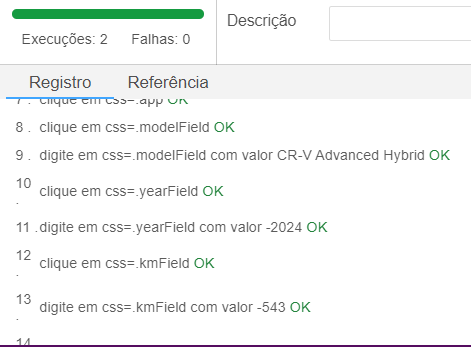 Execuções: 2 Falhas: 0
Descrição
Registro Referência
7 . clique em css=.app OK
8 . clique em css=.modelField OK
9 . digite em css=.modelField com valor CR-V Advanced Hybrid OK
10 . clique em css=.yearField OK
11 . digite em css=.yearField com valor -2024 OK
12 . clique em css=.kmField OK
13 . digite em css=.kmField com valor -543 OK
14